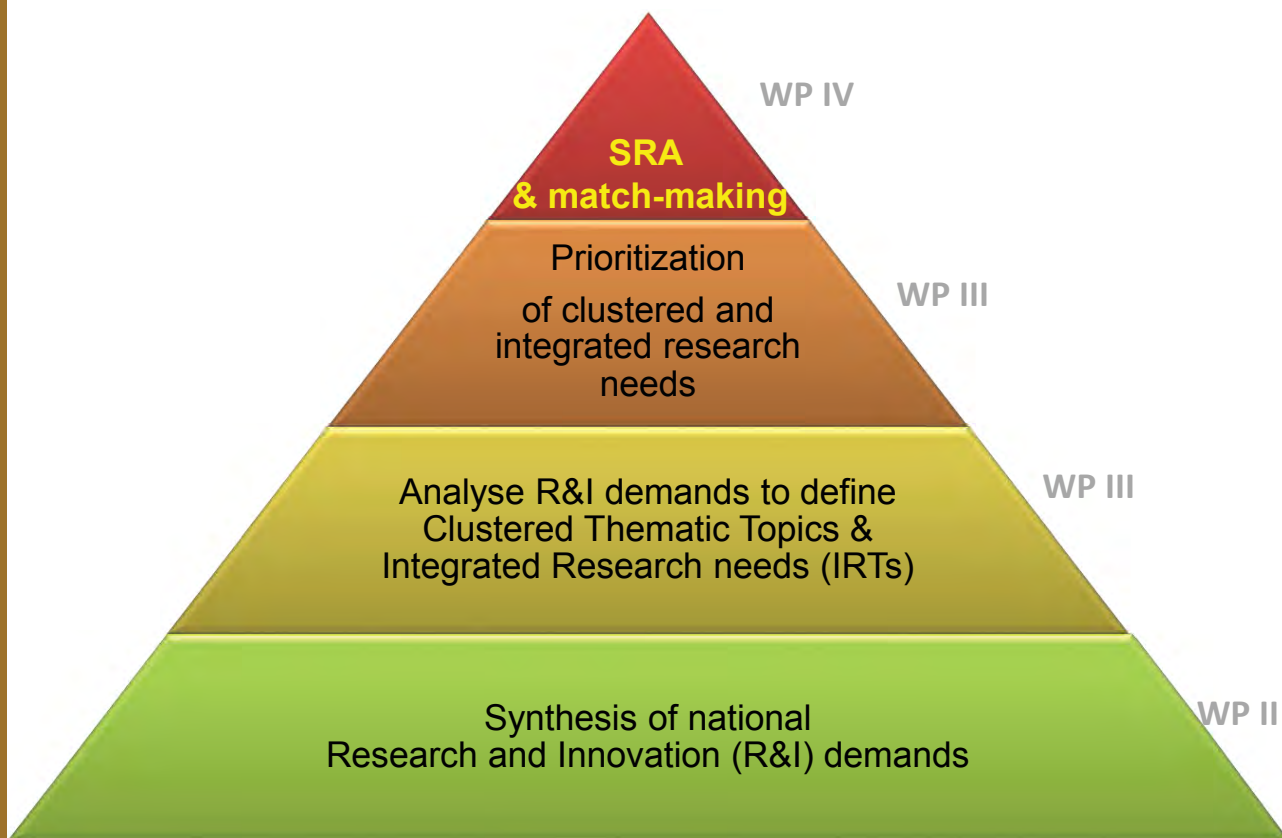 WP IV
SRA
& match-making
Prioritization
of clustered and
integrated research
needs
WP III
Analyse R&I demands to define
Clustered Thematic Topics &
Integrated Research needs (IRTs)
WP III
Synthesis of national
Research and Innovation (R&I) demands
WP II